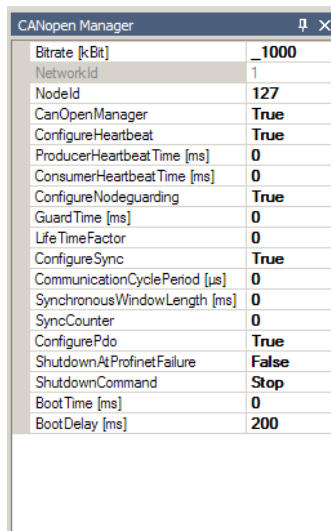 CANopen Manager
Bitrate [kBit] _1000
NetworkId 1
NodeId 127
CanOpenManager True
ConfigureHeartbeat True
ProducerHeartbeatTime [ms] 0
ConsumerHeartbeatTime [ms] 0
ConfigureNodeguarding True
GuardTime [ms] 0
LifeTimeFactor 0
ConfigureSync True
CommunicationCyclePeriod [µs] 0
SynchronousWindowLength [ms] 0
SyncCounter 0
ConfigurePdo True
ShutdownAtProfinetFailure False
ShutdownCommand Stop
BootTime [ms] 0
BootDelay [ms] 200